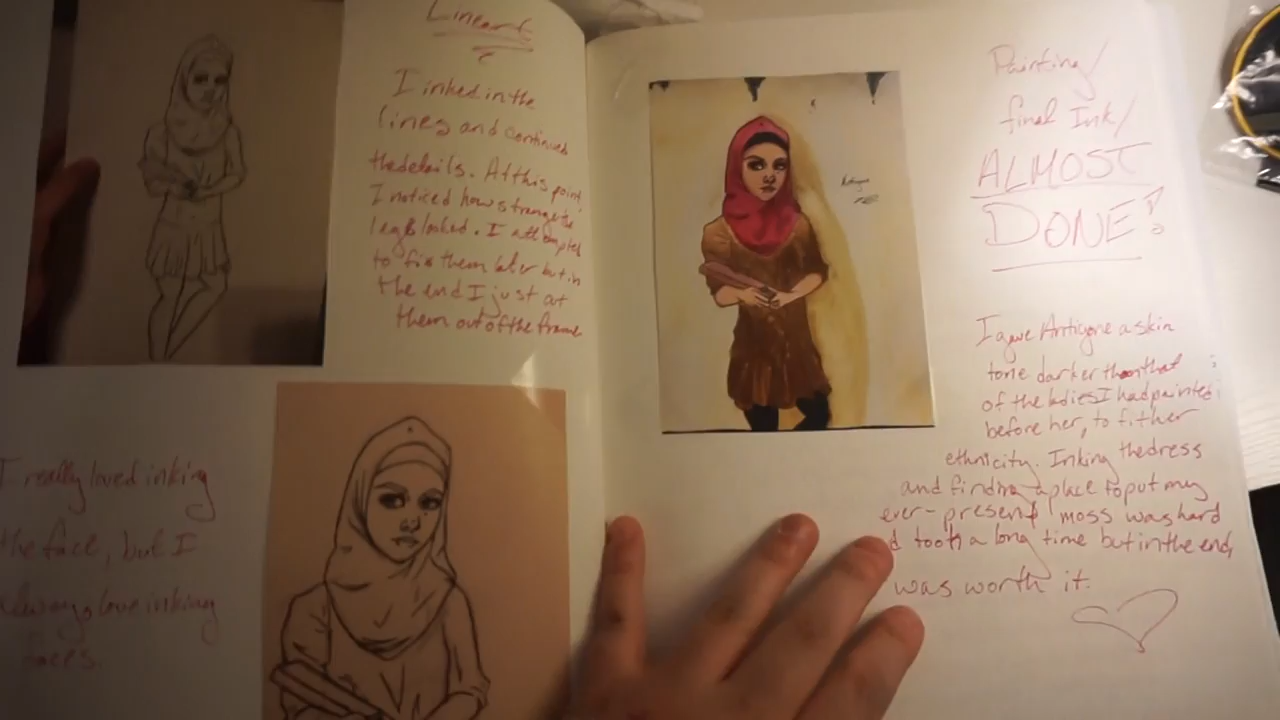 Lineart
I inked in the
lines and continued
the details. At this point
I noticed how strange the
legs looked. I attempted
to fix them later but in
the end I just cut
them out of the frame
I really loved inking
the face, but I
always love inking
faces.
Antigone
Painting/
final Ink/
ALMOST
DONE!
I gave Antigone a skin
tone darker than that
of the ladies I had painted
before her, to fit her
ethnicity. Inking the dress
and finding a place to put my
ever-present moss was hard
took a long time but in the end,
was worth it.